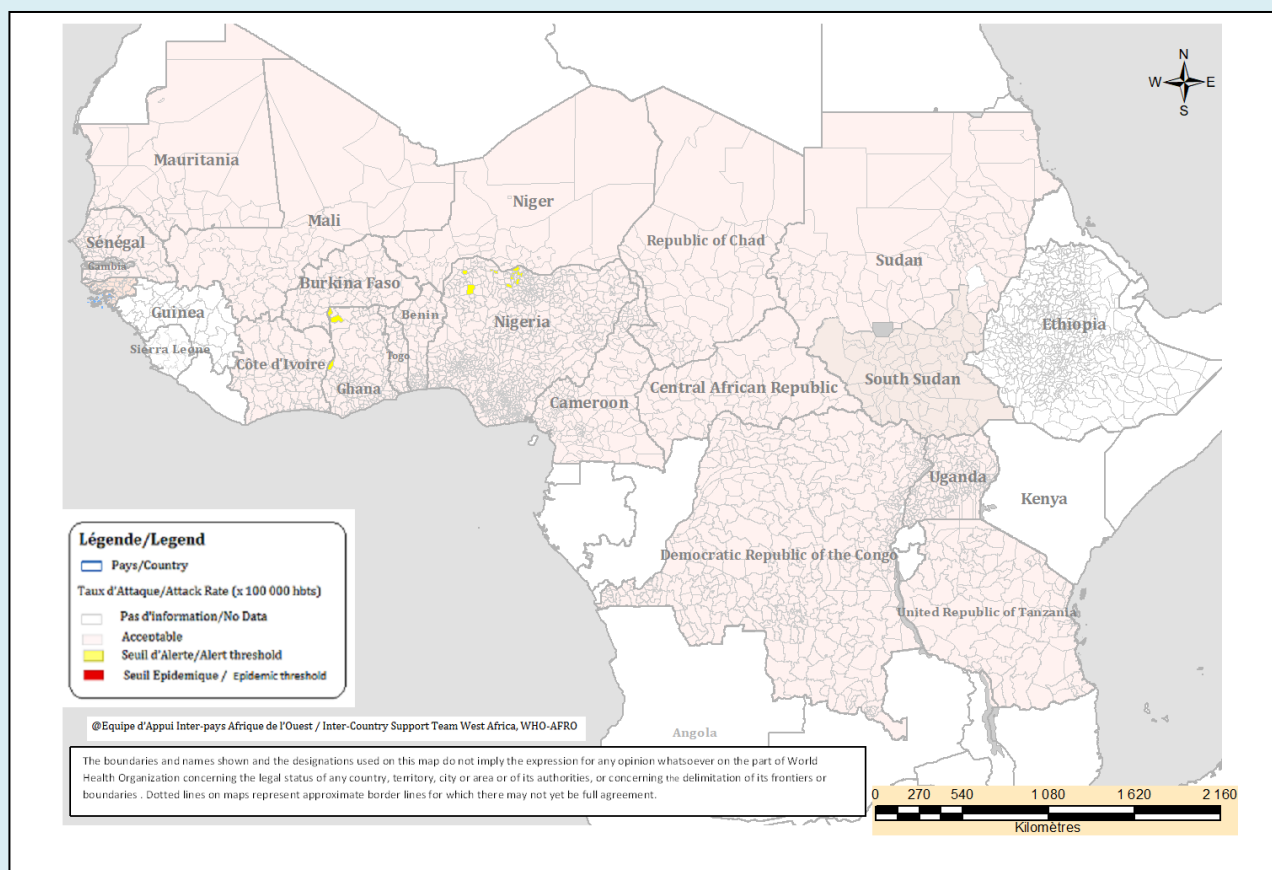 N
W E
S
Mauritania
Mali
Niger
Republic of Chad
Sudan
Sénégal
Gambia
Burkina Faso
Guinea
Benin
Nigeria
Ethiopia
Sierra Leone
Côte d'Ivoire
Togo
Ghana
South Sudan
Central African Republic
Cameroon
Uganda
Kenya
Democratic Republic of the Congo
United Republic of Tanzania
Angola
Légende/Legend
Pays/Country
Taux d'Attaque/Attack Rate (x 100 000 hbts)
Pas d'information/No Data
Acceptable
Seuil d'Alerte/Alert threshold
Seuil Epidemique / Epidemic threshold
@Equipe d'Appui Inter-pays Afrique de l'Ouest / Inter-Country Support Team West Africa, WHO-AFRO
The boundaries and names shown and the designations used on this map do not imply the expression for any opinion whatsoever on the part of World
Health Organization concerning the legal status of any country, territory, city or area or of its authorities, or concerning the delimitation of its frontiers or
boundaries . Dotted lines on maps represent approximate border lines for which there may not yet be full agreement.
0 270 540 1 080 1 620 2 160
Kilomètres